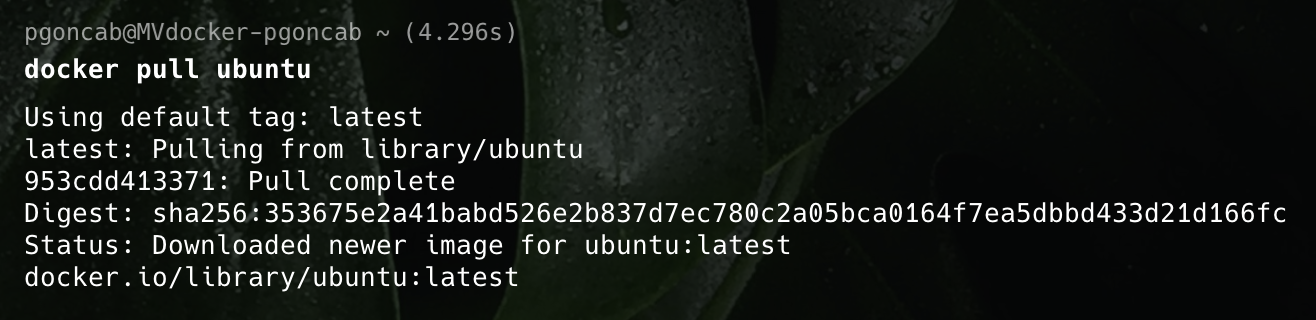 pgoncab@MVdocker-pgoncab ~ (4.296s)
docker pull ubuntu
Using default tag: latest
latest: Pulling from library/ubuntu
953cdd413371: Pull complete
Digest: sha256:353675e2a41babd526e2b837d7ec780c2a05bca0164f7ea5dbbd433d21d166fc
Status: Downloaded newer image for ubuntu:latest
docker.io/library/ubuntu:latest